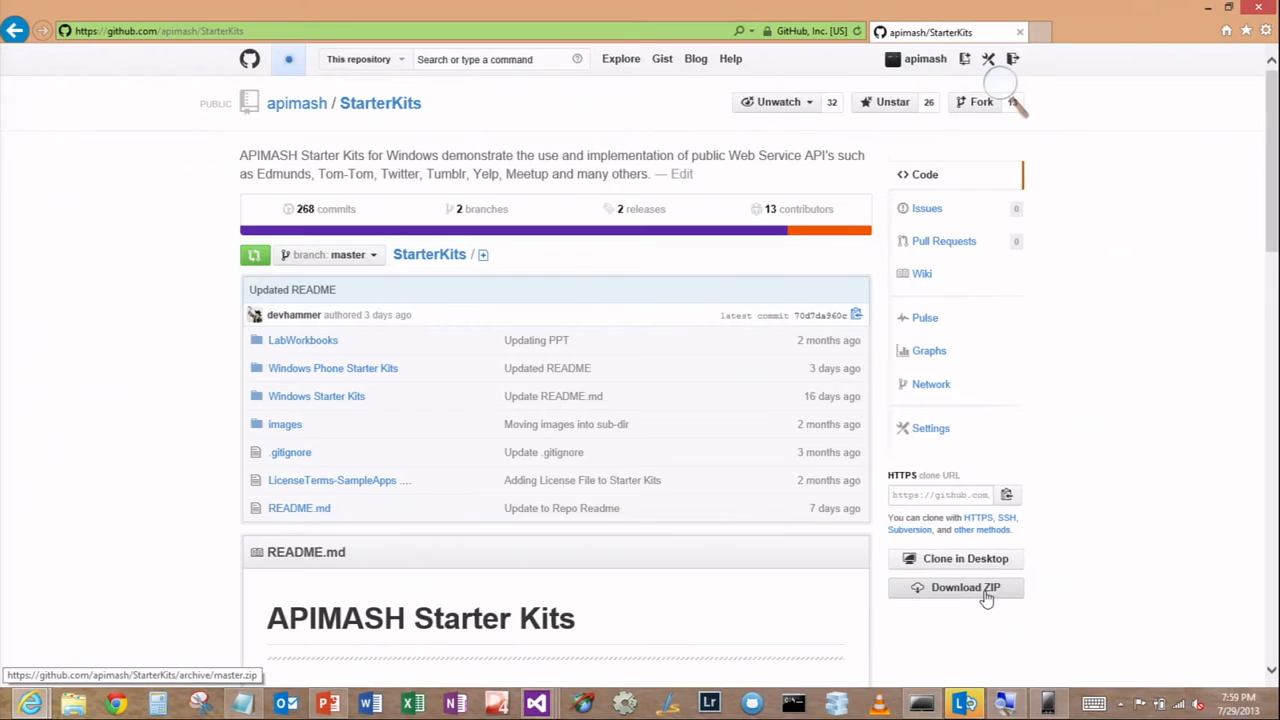 https://github.com/apimash/StarterKits
GitHub, Inc. [US]
apimash/StarterKits
This repository
Search or type a command
Explore Gist Blog Help
apimash
PUBLIC
apimash / StarterKits
Unwatch 32
Unstar 26
Fork
APIMASH Starter Kits for Windows demonstrate the use and implementation of public Web Service API's such
as Edmunds, Tom-Tom, Twitter, Tumblr, Yelp, Meetup and many others. — Edit
268 commits
2 branches
2 releases
13 contributors
branch: master
StarterKits /
Updated README
devhammer authored 3 days ago
latest commit 70d7da960c
LabWorkbooks Updating PPT 2 months ago
Windows Phone Starter Kits Updated README 3 days ago
Windows Starter Kits Update README.md 16 days ago
images Moving images into sub-dir 2 months ago
.gitignore Update .gitignore 3 months ago
LicenseTerms-SampleApps .... Adding License File to Starter Kits 2 months ago
README.md Update to Repo Readme 7 days ago
README.md
APIMASH Starter Kits
<> Code
Issues 0
Pull Requests 0
Wiki
Pulse
Graphs
Network
Settings
HTTPS clone URL
https://github.com,
You can clone with HTTPS, SSH,
Subversion, and other methods.
Clone in Desktop
Download ZIP
https://github.com/apimash/StarterKits/archive/master.zip
7:59 PM
7/29/2013